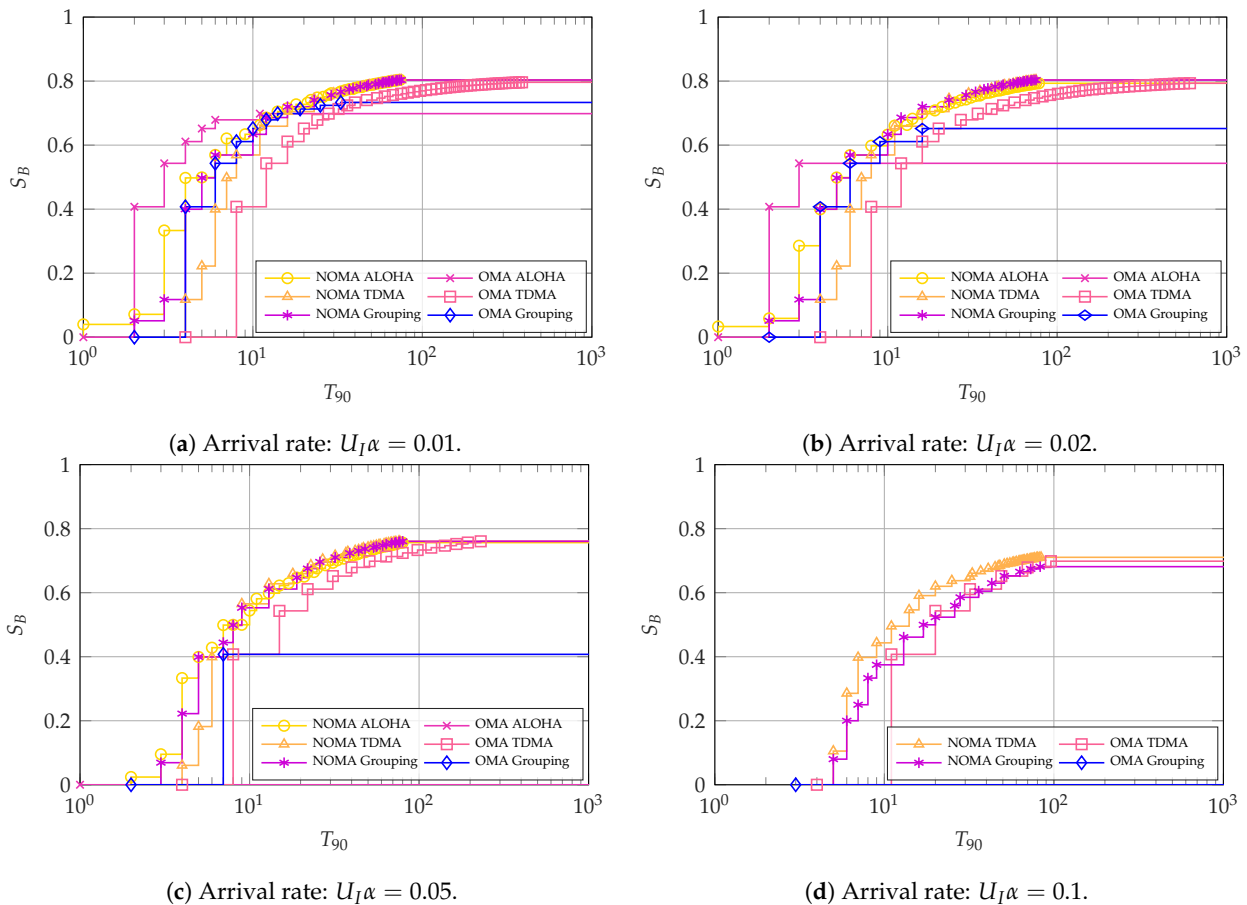 1
0.8
0.6
S_B
0.4
0.2
0
NOMA ALOHA OMA ALOHA
NOMA TDMA OMA TDMA
NOMA Grouping OMA Grouping
10^0 10^1 10^2 10^3
T_90
(a) Arrival rate: U_I α = 0.01.
1
0.8
0.6
S_B
0.4
0.2
0
NOMA ALOHA OMA ALOHA
NOMA TDMA OMA TDMA
NOMA Grouping OMA Grouping
10^0 10^1 10^2 10^3
T_90
(b) Arrival rate: U_I α = 0.02.
1
0.8
0.6
S_B
0.4
0.2
0
NOMA ALOHA OMA ALOHA
NOMA TDMA OMA TDMA
NOMA Grouping OMA Grouping
10^0 10^1 10^2 10^3
T_90
(c) Arrival rate: U_I α = 0.05.
1
0.8
0.6
S_B
0.4
0.2
0
NOMA TDMA OMA TDMA
NOMA Grouping OMA Grouping
10^0 10^1 10^2 10^3
T_90
(d) Arrival rate: U_I α = 0.1.